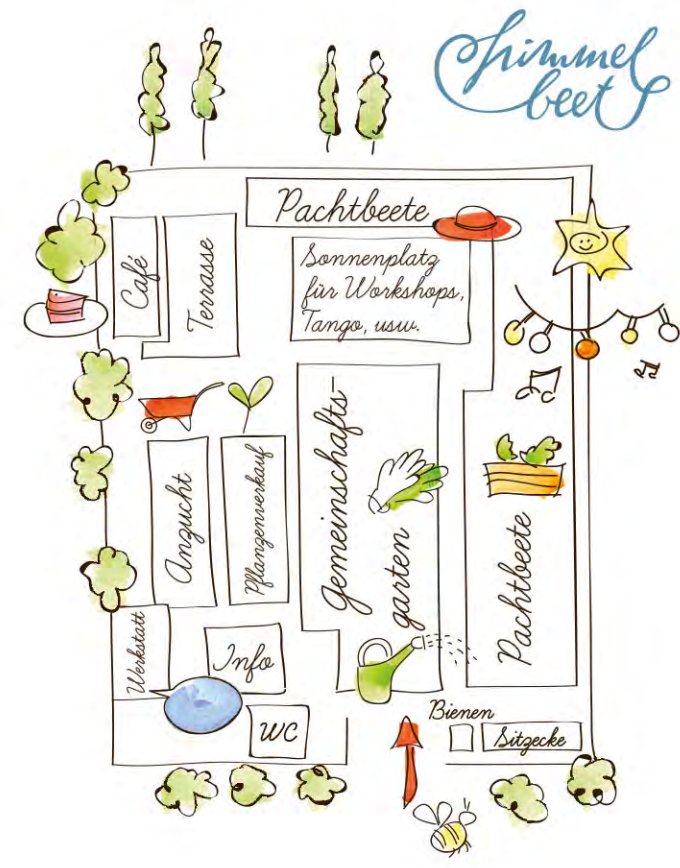 himmel
beet
Pachtbeete
Café
Terrasse
Sonnenplatz
für Workshops,
Tango, usw.
Anzucht
Pflanzenverkauf
Gemeinschafts-
garten
Pachtbeete
Werkstatt
Info
WC
Bienen
Sitzecke